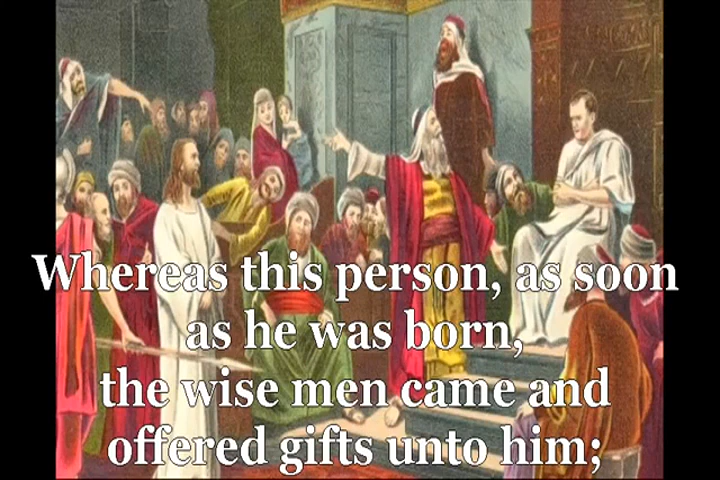 Whereas this person, as soon
as he was born,
the wise men came and
offered gifts unto him;